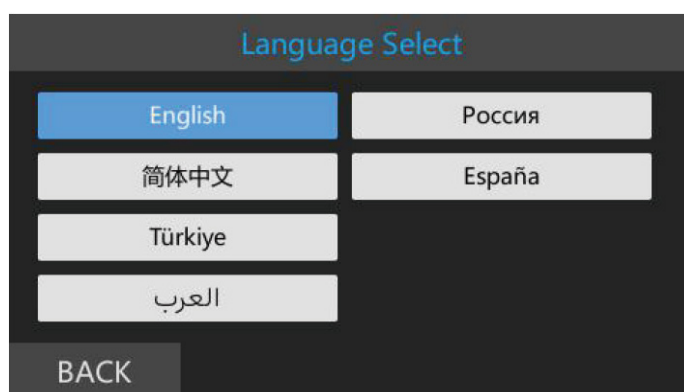 Language Select
English
简体中文
Türkiye
العرب
Россия
España
BACK